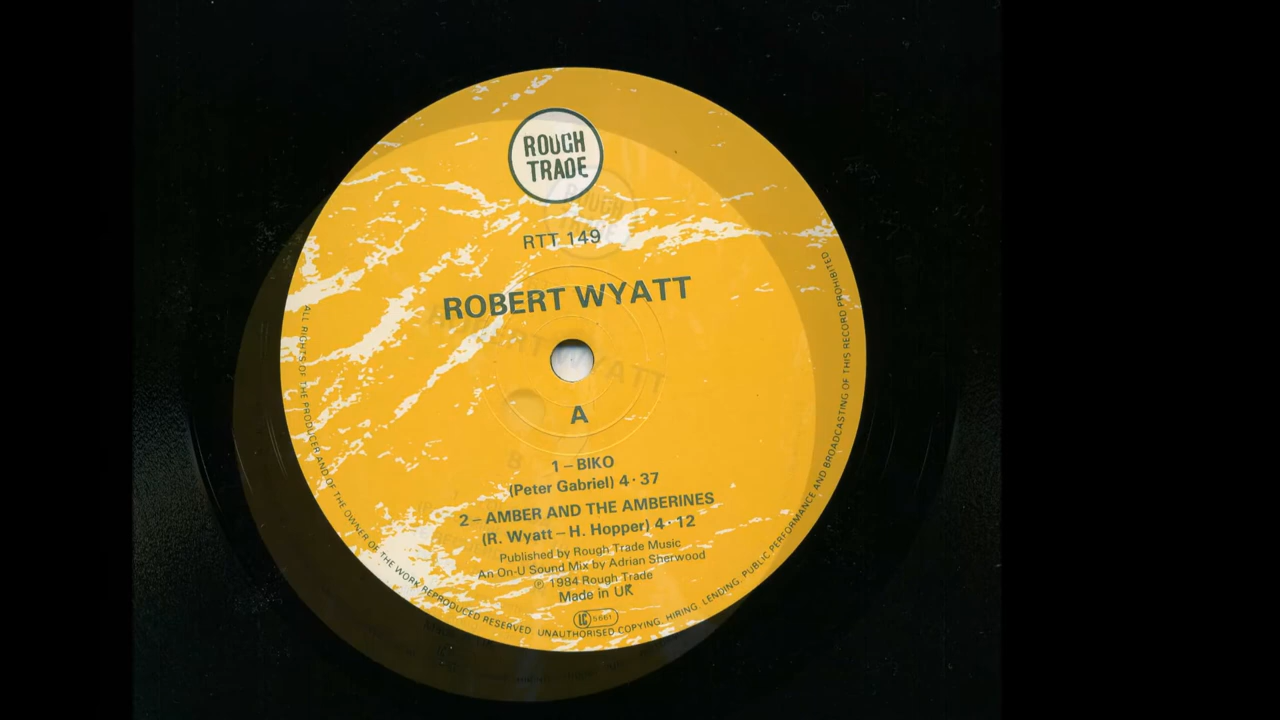 ROUGH
TRADE
RTT 149
ROBERT WYATT
A
1 – BIKO
(Peter Gabriel) 4·37
2 – AMBER AND THE AMBERINES
(R. Wyatt – H. Hopper) 4·12
Published by Rough Trade Music
An On-U Sound Mix by Adrian Sherwood
℗ 1984 Rough Trade
Made in UK
LC 5661
ALL RIGHTS OF THE PRODUCER AND OF THE OWNER OF THE WORK REPRODUCED RESERVED. UNAUTHORISED COPYING, HIRING, LENDING, PUBLIC PERFORMANCE AND BROADCASTING OF THIS RECORD PROHIBITED